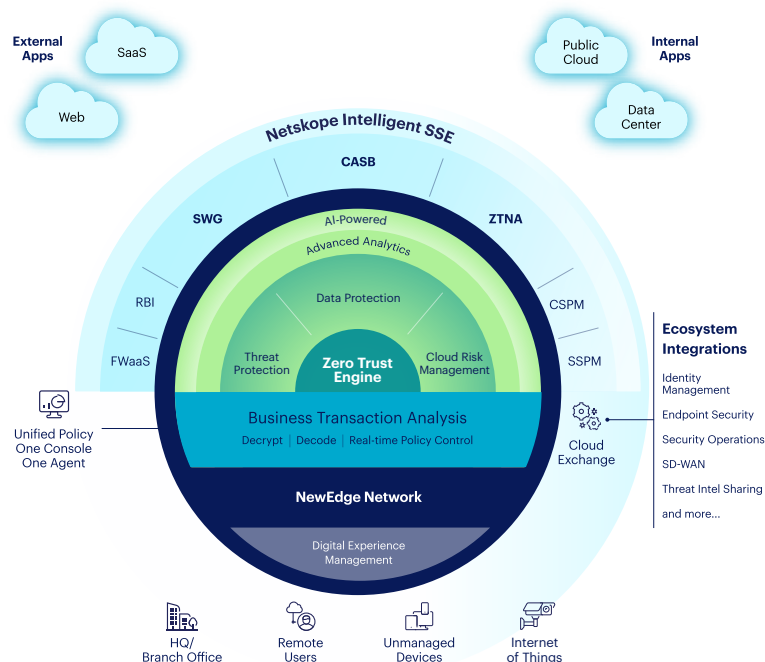 External
Apps
SaaS
Web
Public
Cloud
Internal
Apps
Data
Center
Netskope Intelligent SSE
CASB
SWG
ZTNA
RBI
FWaaS
CSPM
SSPM
AI-Powered
Advanced Analytics
Data Protection
Threat
Protection
Zero Trust
Engine
Cloud Risk
Management
Business Transaction Analysis
Decrypt | Decode | Real-time Policy Control
NewEdge Network
Digital Experience
Management
Unified Policy
One Console
One Agent
Cloud
Exchange
Ecosystem
Integrations
Identity
Management
Endpoint Security
Security Operations
SD-WAN
Threat Intel Sharing
and more...
HQ/
Branch Office
Remote
Users
Unmanaged
Devices
Internet
of Things